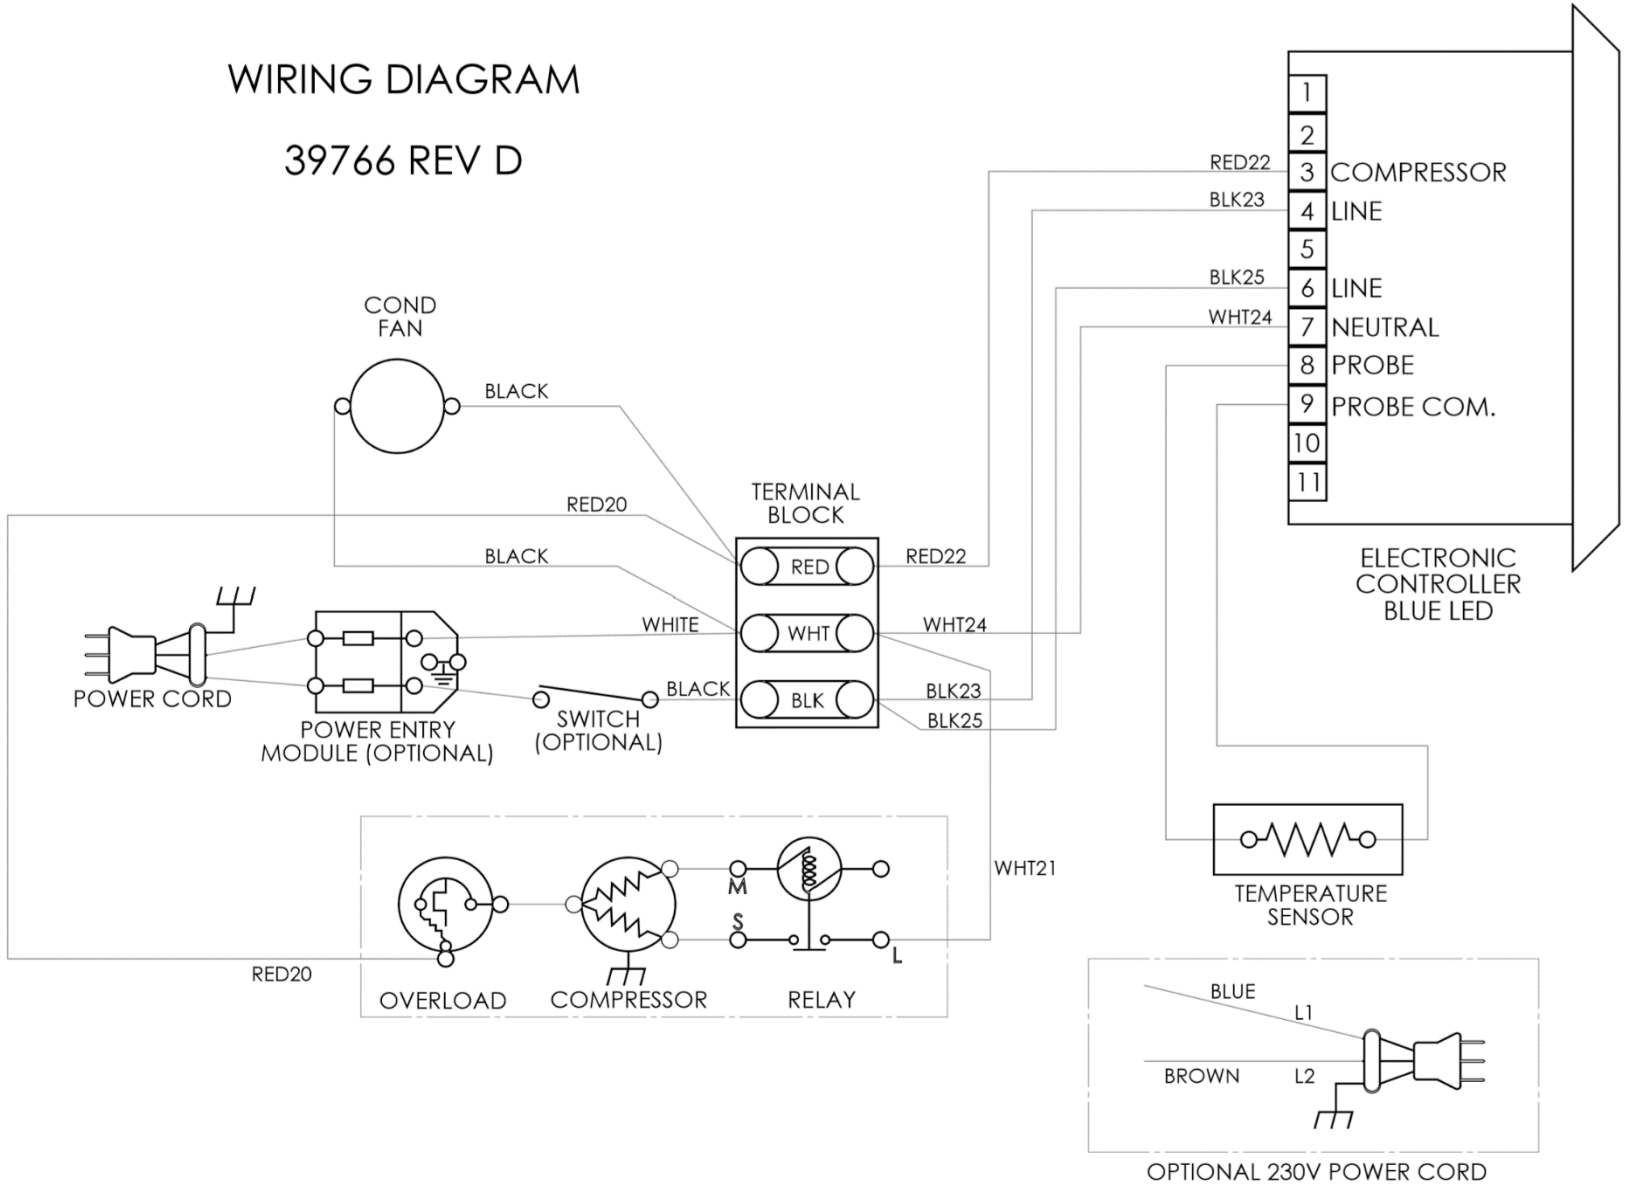 WIRING DIAGRAM
39766 REV D
1
2
RED22
3 COMPRESSOR
BLK23
4 LINE
5
BLK25
6 LINE
WHT24
7 NEUTRAL
8 PROBE
9 PROBE COM.
10
11
ELECTRONIC
CONTROLLER
BLUE LED
COND
FAN
BLACK
RED20
BLACK
TERMINAL
BLOCK
RED
RED22
WHITE
WHT
WHT24
BLACK
BLK
BLK23
BLK25
POWER CORD
POWER ENTRY
MODULE (OPTIONAL)
SWITCH
(OPTIONAL)
WHT21
M
S
L
RED20
OVERLOAD
COMPRESSOR
RELAY
TEMPERATURE
SENSOR
BLUE
L1
BROWN
L2
OPTIONAL 230V POWER CORD